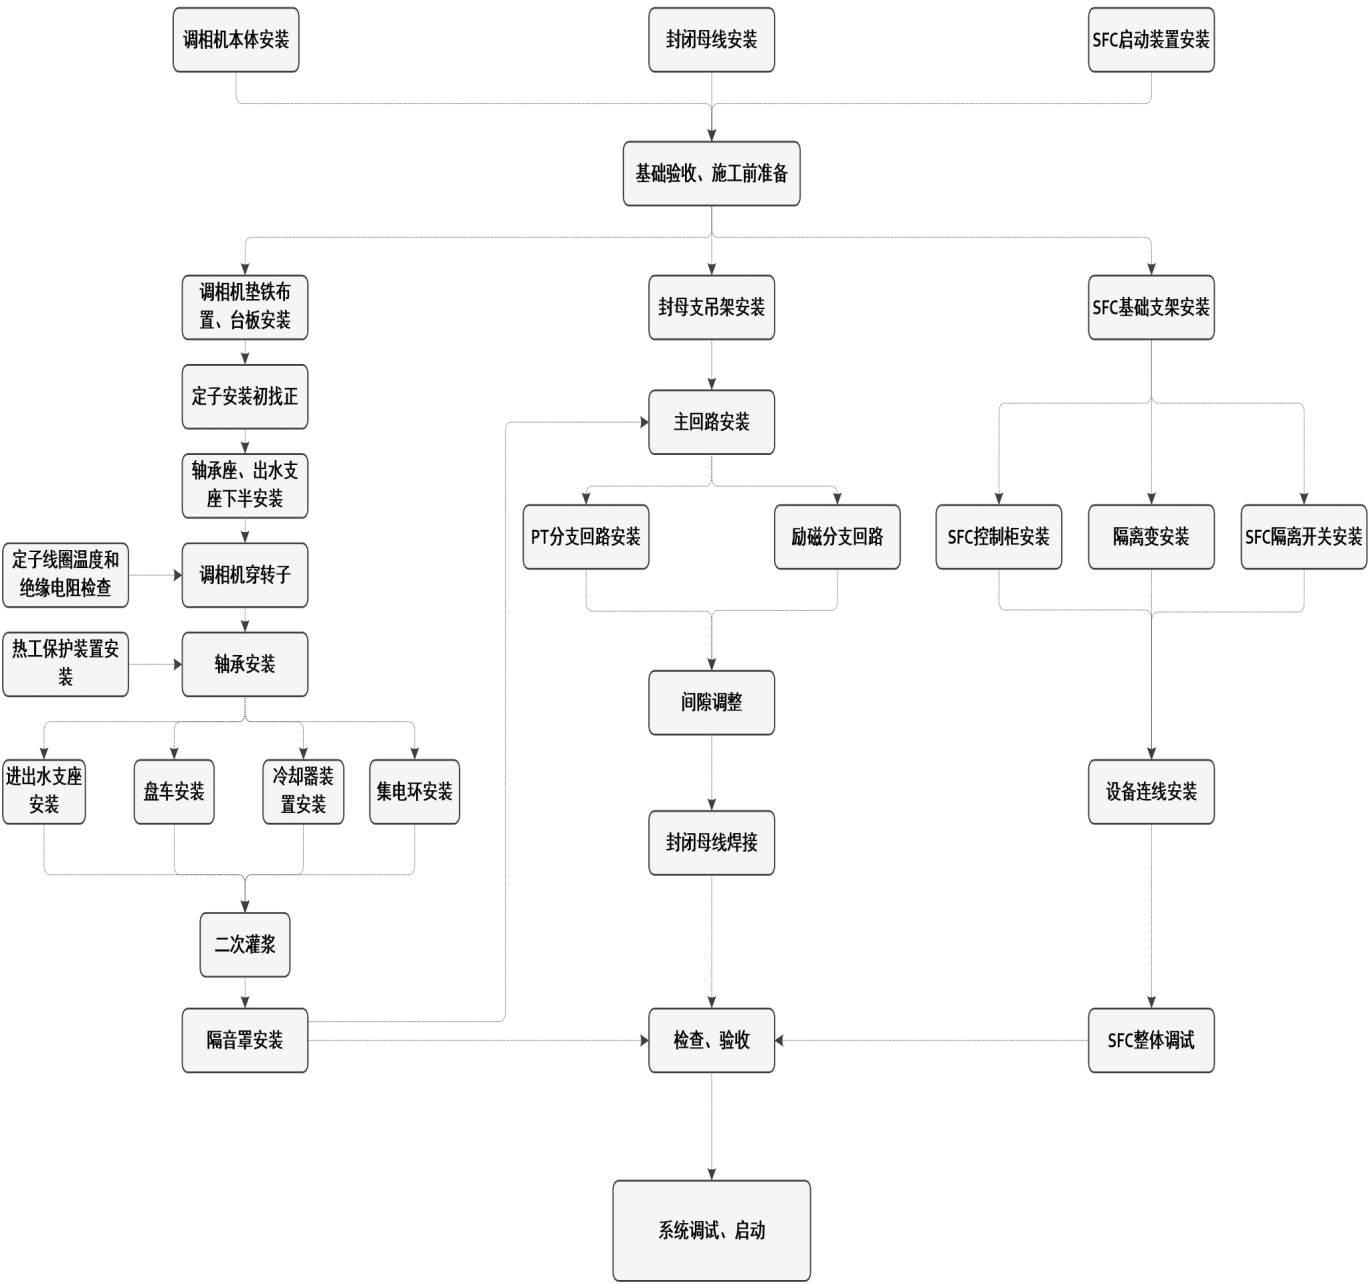 调相机本体安装
封闭母线安装
SFC启动装置安装
基础验收、施工前准备
调相机垫铁布
置、台板安装
封母支吊架安装
SFC基础支架安装
定子安装初找正
主回路安装
轴承座、出水支
座下半安装
PT分支回路安装
励磁分支回路
SFC控制柜安装
隔离变安装
SFC隔离开关安装
定子线圈温度和
绝缘电阻检查
调相机穿转子
热工保护装置安
装
轴承安装
间隙调整
进出水支座
安装
盘车安装
冷却器装
置安装
集电环安装
设备连线安装
封闭母线焊接
二次灌浆
隔音罩安装
检查、验收
SFC整体调试
系统调试、启动